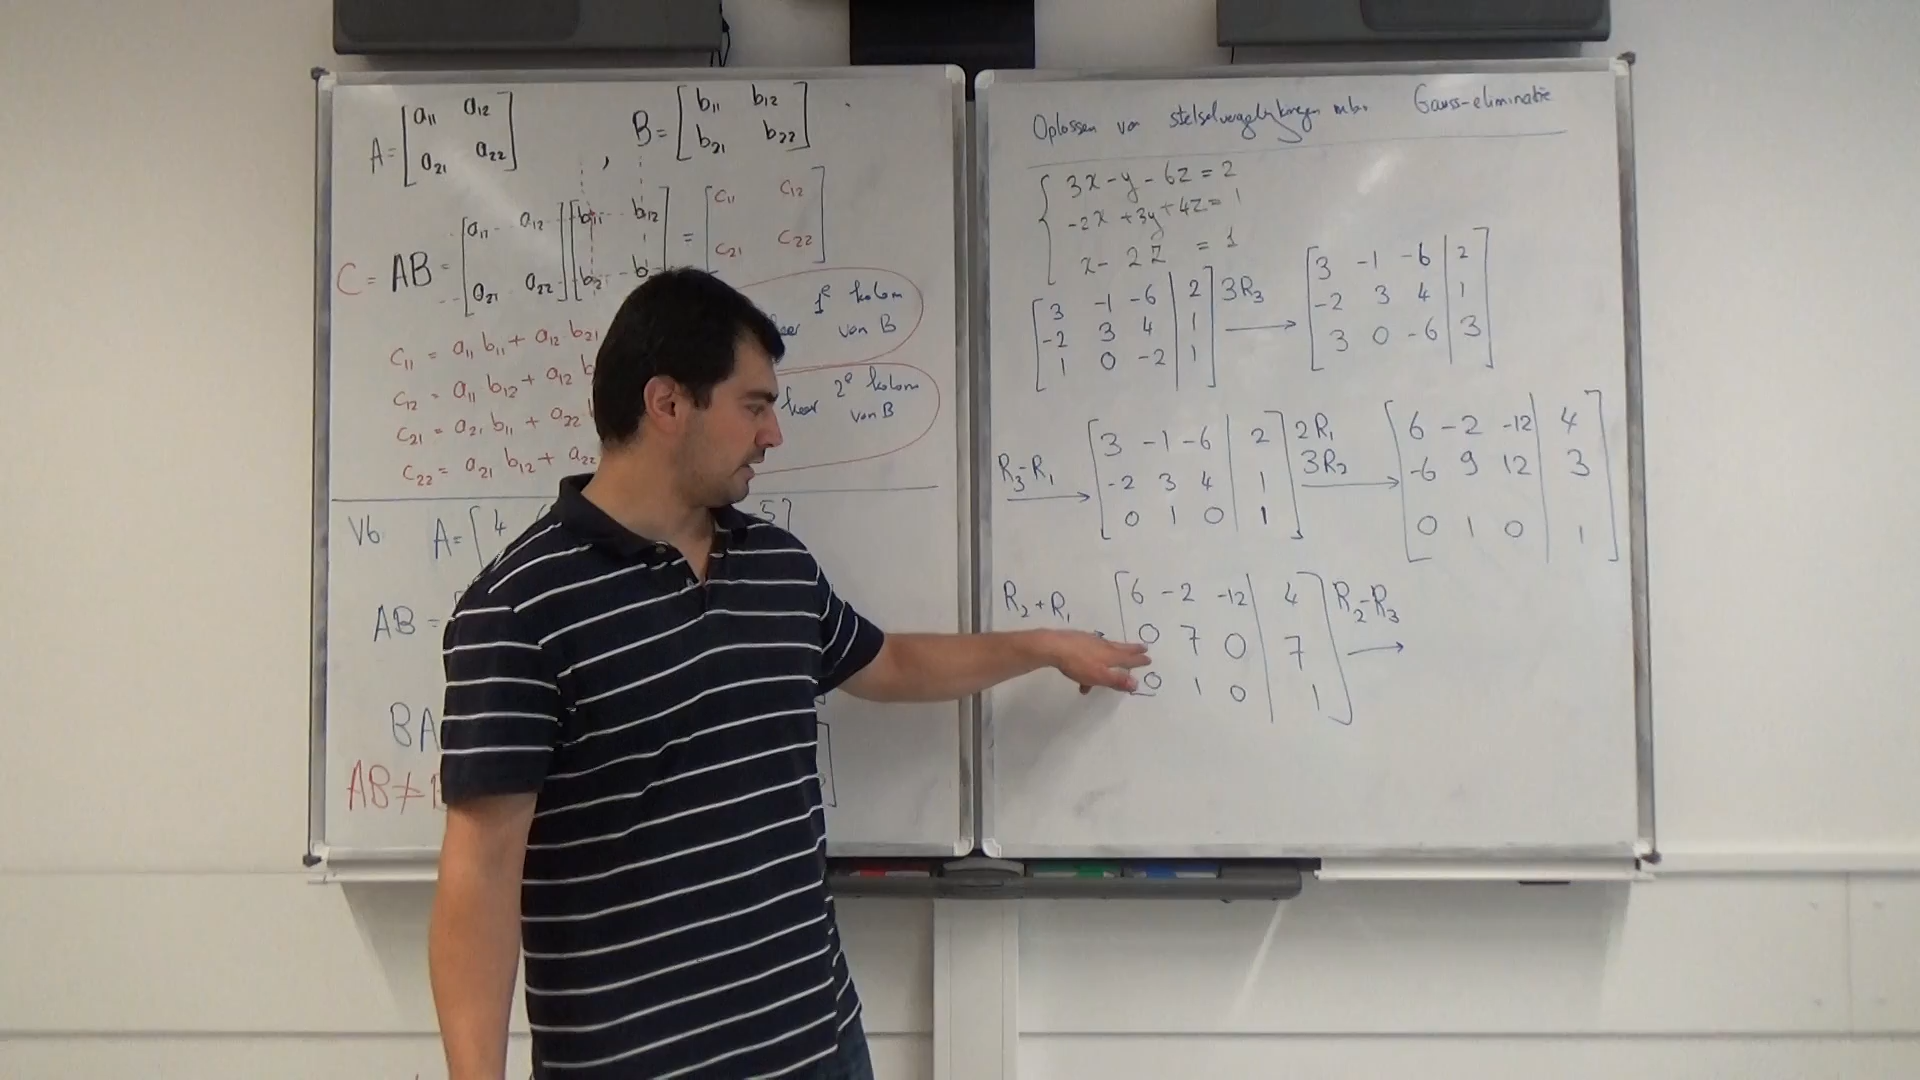 A = [a₁₁ a₁₂
a₂₁ a₂₂] , B = [b₁₁ b₁₂
b₂₁ b₂₂]
C = AB = [a₁₁ a₁₂ [b₁₁ b₁₂ = [c₁₁ c₁₂
a₂₁ a₂₂] c₂₁ c₂₂]
1e kolom
van B
c₁₁ = a₁₁ b₁₁ + a₁₂ b₂₁
c₁₂ = a₁₁ b₁₂ + a₁₂
keer 2e kolom
van B
c₂₁ = a₂₁ b₁₁ + a₂₂
c₂₂ = a₂₁ b₁₂ + a₂₂
V6 A = [4 -5]
AB =
BA
AB ≠
Oplossen van Gauss-eliminatie
3x - y - 6z = 2
-2x + 3y + 4z = 1
x - 2z = 1
[3 -1 -6 | 2] 3R₃ → [3 -1 -6 | 2]
-2 3 4 | 1 -2 3 4 | 1
1 0 -2 | 1 3 0 -6 | 3
R₃-R₁ → [3 -1 -6 | 2] 2R₁ [6 -2 -12 | 4]
-2 3 4 | 1 3R₂ → -6 9 12 | 3
0 1 0 | 1 0 1 0 | 1
R₂+R₁ → [6 -2 -12 | 4] R₂-R₃ →
0 7 0 | 7
0 1 0 | 1